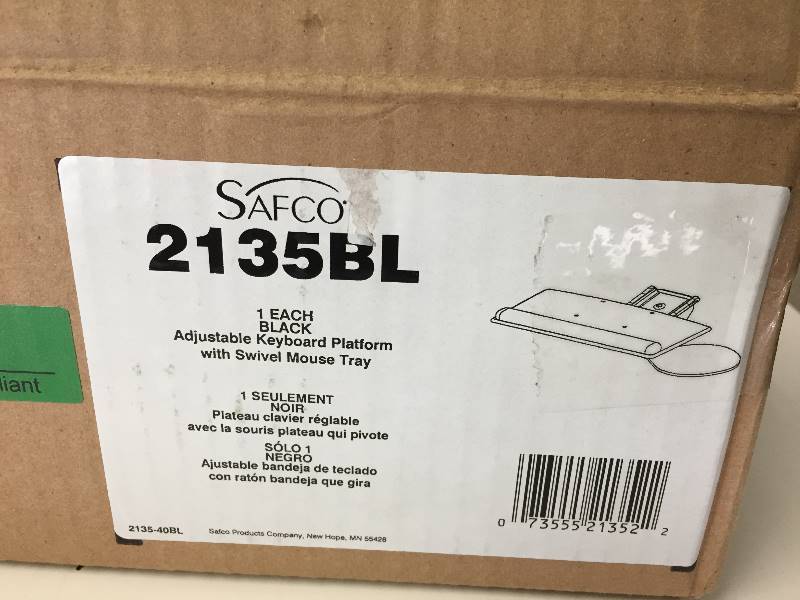 SAFCO
2135BL
1 EACH
BLACK
Adjustable Keyboard Platform
with Swivel Mouse Tray
1 SEULEMENT
NOIR
Plateau clavier réglable
avec la souris plateau qui pivote
SÓLO 1
NEGRO
Ajustable bandeja de teclado
con ratón bandeja que gira
2135-40BL
Safco Products Company, New Hope, MN 55428
0 73555 21352 2
liant